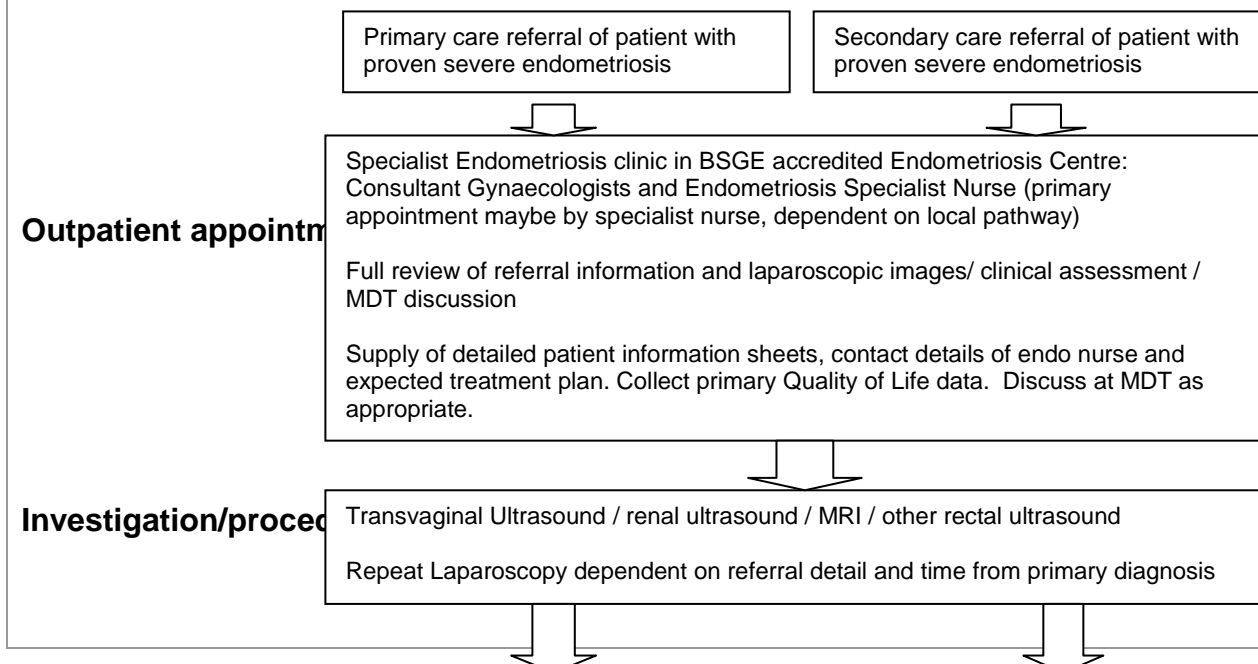 Primary care referral of patient with
proven severe endometriosis
Secondary care referral of patient with
proven severe endometriosis
Specialist Endometriosis clinic in BSGE accredited Endometriosis Centre:
Consultant Gynaecologists and Endometriosis Specialist Nurse (primary
appointment maybe by specialist nurse, dependent on local pathway)
Outpatient appointm
Full review of referral information and laparoscopic images/ clinical assessment /
MDT discussion
Supply of detailed patient information sheets, contact details of endo nurse and
expected treatment plan. Collect primary Quality of Life data.  Discuss at MDT as
appropriate.
Investigation/proced
Transvaginal Ultrasound / renal ultrasound / MRI / other rectal ultrasound
Repeat Laparoscopy dependent on referral detail and time from primary diagnosis